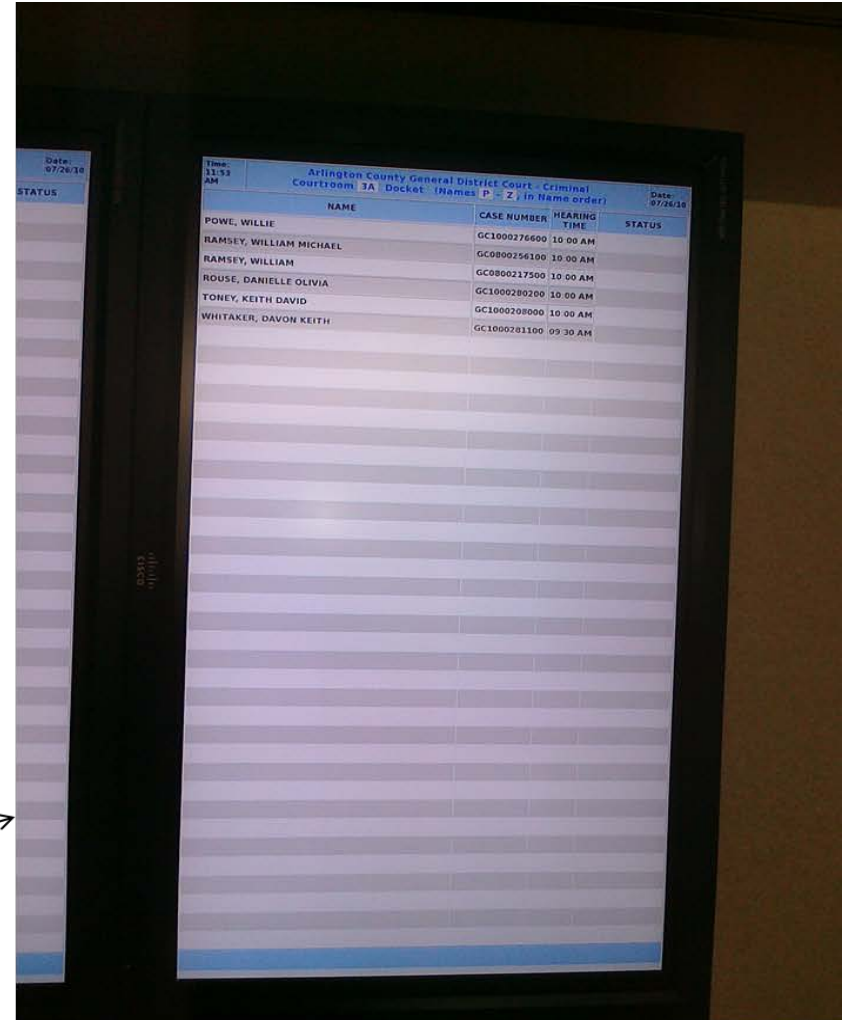 Date:
07/26/10
STATUS
Time:
11:53
AM
Arlington County General District Court - Criminal
Courtroom 3A Docket (Names P - Z, in Name order)
Date:
07/26/10
NAME CASE NUMBER HEARING TIME STATUS
POWE, WILLIE GC1000276600 10:00 AM
RAMSEY, WILLIAM MICHAEL GC0800256100 10:00 AM
RAMSEY, WILLIAM GC0800217500 10:00 AM
ROUSE, DANIELLE OLIVIA GC1000280200 10:00 AM
TONEY, KEITH DAVID GC1000208000 10:00 AM
WHITAKER, DAVON KEITH GC1000281100 09:30 AM
CISCO